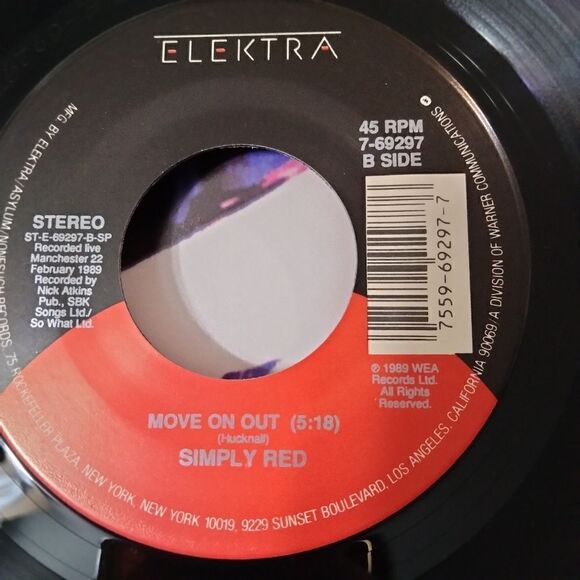 ELEKTRA
45 RPM
7-69297
B SIDE
STEREO
ST-E-69297-B-SP
Recorded live
Manchester 22
February 1989
Recorded by
Nick Atkins
Pub., SBK
Songs Ltd./
So What Ltd.
7559-69297-7
℗ 1989 WEA
Records Ltd.
All Rights
Reserved.
MOVE ON OUT (5:18)
(Hucknall)
SIMPLY RED
MFG. BY ELEKTRA/ASYLUM/NONESUCH RECORDS, 75 ROCKEFELLER PLAZA, NEW YORK, NEW YORK 10019, 9229 SUNSET BOULEVARD, LOS ANGELES, CALIFORNIA 90069/A DIVISION OF WARNER COMMUNICATIONS